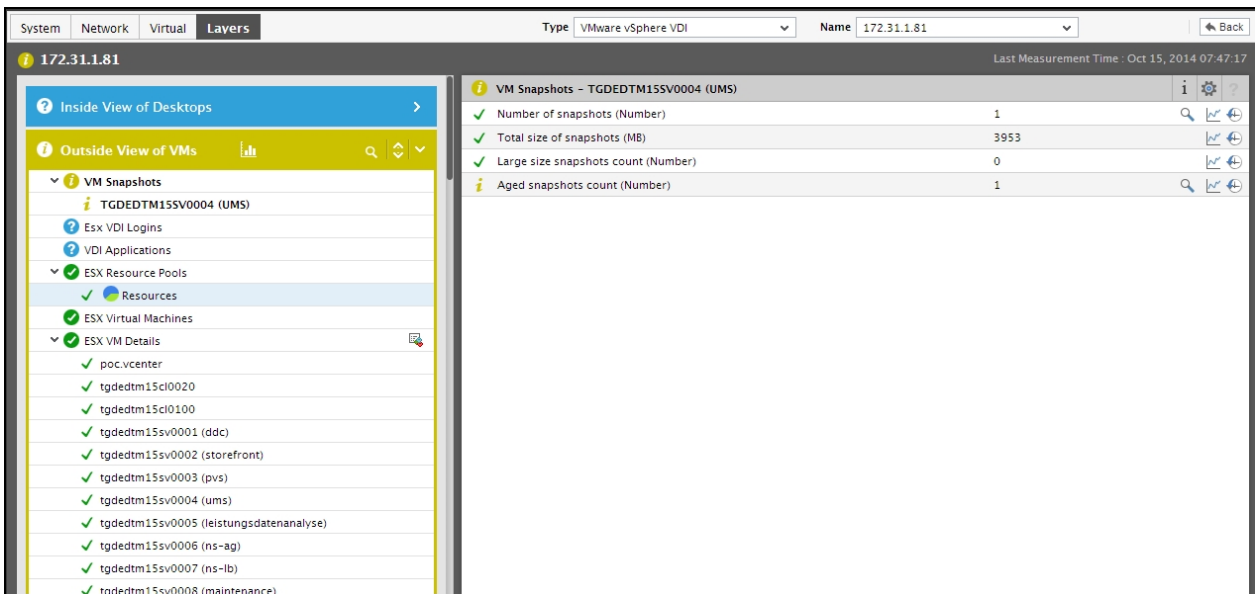 System Network Virtual Layers Type VMware vSphere VDI Name 172.31.1.81 Back
172.31.1.81 Last Measurement Time : Oct 15, 2014 07:47:17
Inside View of Desktops
Outside View of VMs
VM Snapshots
TGDEDTM15SV0004 (UMS)
Esx VDI Logins
VDI Applications
ESX Resource Pools
Resources
ESX Virtual Machines
ESX VM Details
poc.vcenter
tgdedtm15cl0020
tgdedtm15cl0100
tgdedtm15sv0001 (ddc)
tgdedtm15sv0002 (storefront)
tgdedtm15sv0003 (pvs)
tgdedtm15sv0004 (ums)
tgdedtm15sv0005 (leistungsdatenanalyse)
tgdedtm15sv0006 (ns-ag)
tgdedtm15sv0007 (ns-lb)
tgdedtm15sv0008 (maintenance)
VM Snapshots - TGDEDTM15SV0004 (UMS)
Number of snapshots (Number) 1
Total size of snapshots (MB) 3953
Large size snapshots count (Number) 0
Aged snapshots count (Number) 1